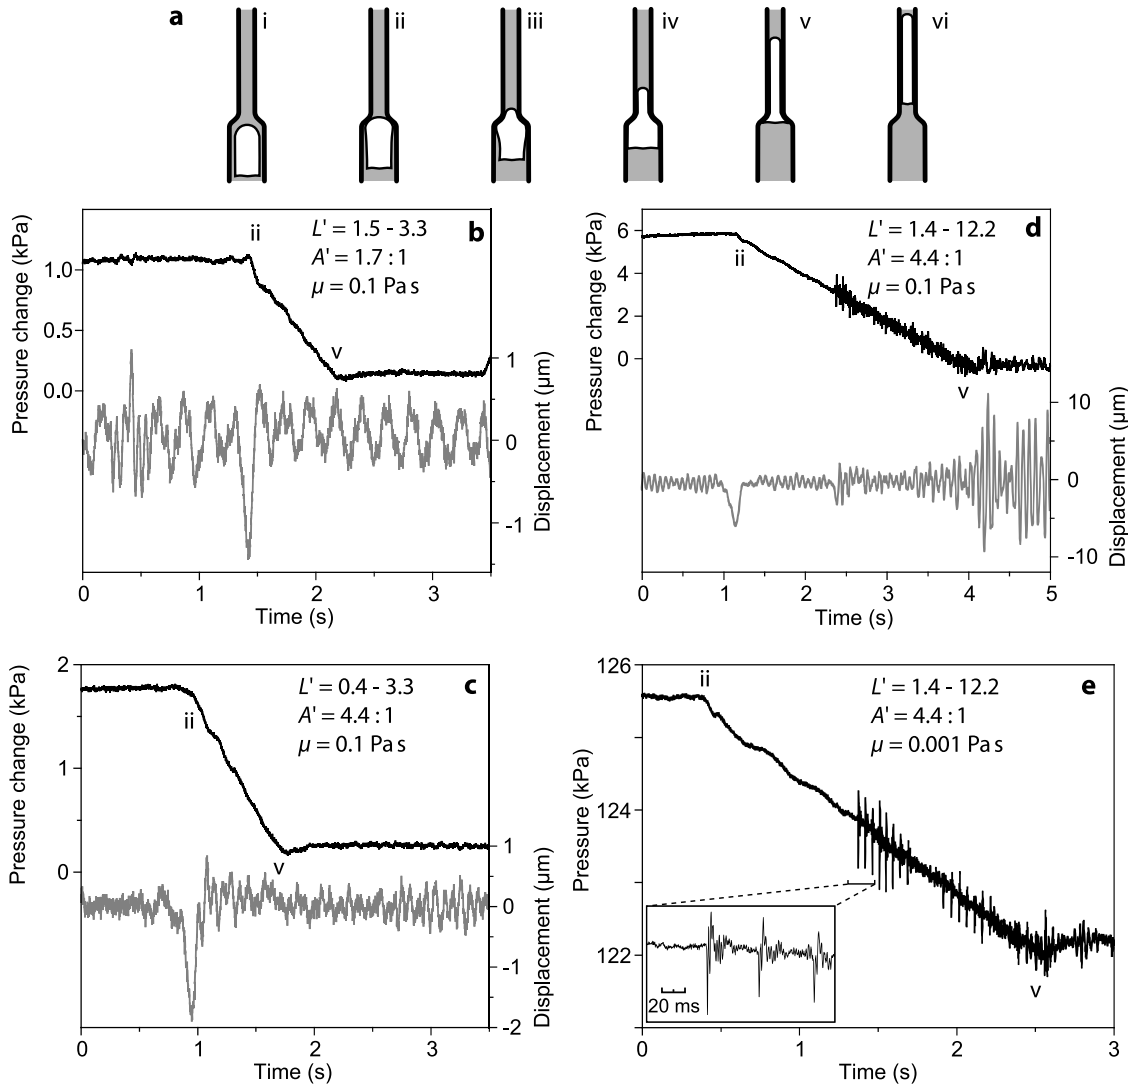 a
i
ii
iii
iv
v
vi
b
ii
L' = 1.5 - 3.3
A' = 1.7 : 1
μ = 0.1 Pa s
v
Pressure change (kPa)
1.0
0.5
0.0
Displacement (μm)
1
0
-1
0
1
2
3
Time (s)
d
ii
L' = 1.4 - 12.2
A' = 4.4 : 1
μ = 0.1 Pa s
v
Pressure change (kPa)
6
4
2
0
Displacement (μm)
10
0
-10
0
1
2
3
4
5
Time (s)
c
ii
L' = 0.4 - 3.3
A' = 4.4 : 1
μ = 0.1 Pa s
v
Pressure change (kPa)
2
1
0
Displacement (μm)
1
0
-1
-2
0
1
2
3
Time (s)
e
ii
L' = 1.4 - 12.2
A' = 4.4 : 1
μ = 0.001 Pa s
v
Pressure (kPa)
126
124
122
20 ms
0
1
2
3
Time (s)